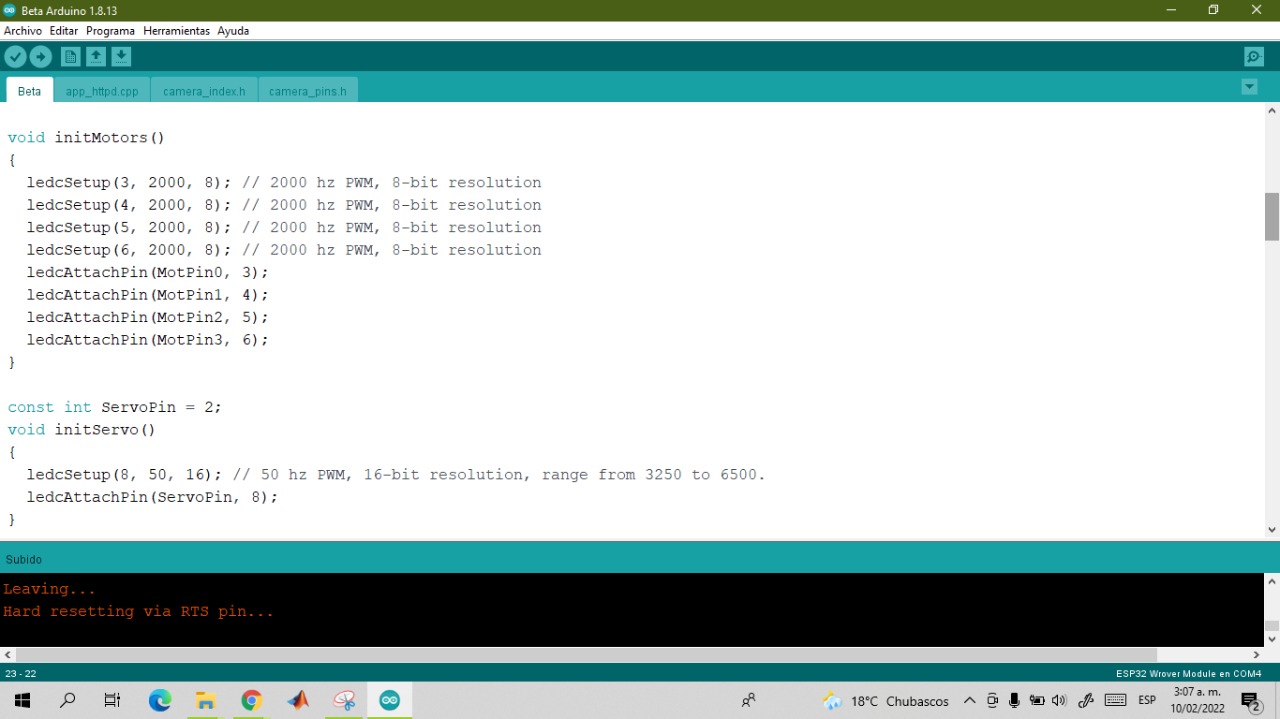 Beta Arduino 1.8.13
Archivo Editar Programa Herramientas Ayuda
Beta app_httpd.cpp camera_index.h camera_pins.h
void initMotors()
{
  ledcSetup(3, 2000, 8); // 2000 hz PWM, 8-bit resolution
  ledcSetup(4, 2000, 8); // 2000 hz PWM, 8-bit resolution
  ledcSetup(5, 2000, 8); // 2000 hz PWM, 8-bit resolution
  ledcSetup(6, 2000, 8); // 2000 hz PWM, 8-bit resolution
  ledcAttachPin(MotPin0, 3);
  ledcAttachPin(MotPin1, 4);
  ledcAttachPin(MotPin2, 5);
  ledcAttachPin(MotPin3, 6);
}
const int ServoPin = 2;
void initServo()
{
  ledcSetup(8, 50, 16); // 50 hz PWM, 16-bit resolution, range from 3250 to 6500.
  ledcAttachPin(ServoPin, 8);
}
Subido
Leaving...
Hard resetting via RTS pin...
23 - 22 ESP32 Wrover Module en COM4
18°C Chubascos ESP 3:07 a. m.
10/02/2022 2